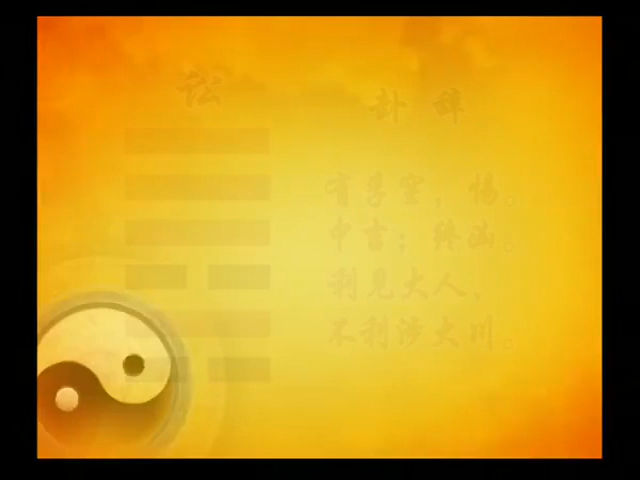 讼
卦 辞
有孚窒，惕。
中吉；终凶。
利见大人，
不利涉大川。